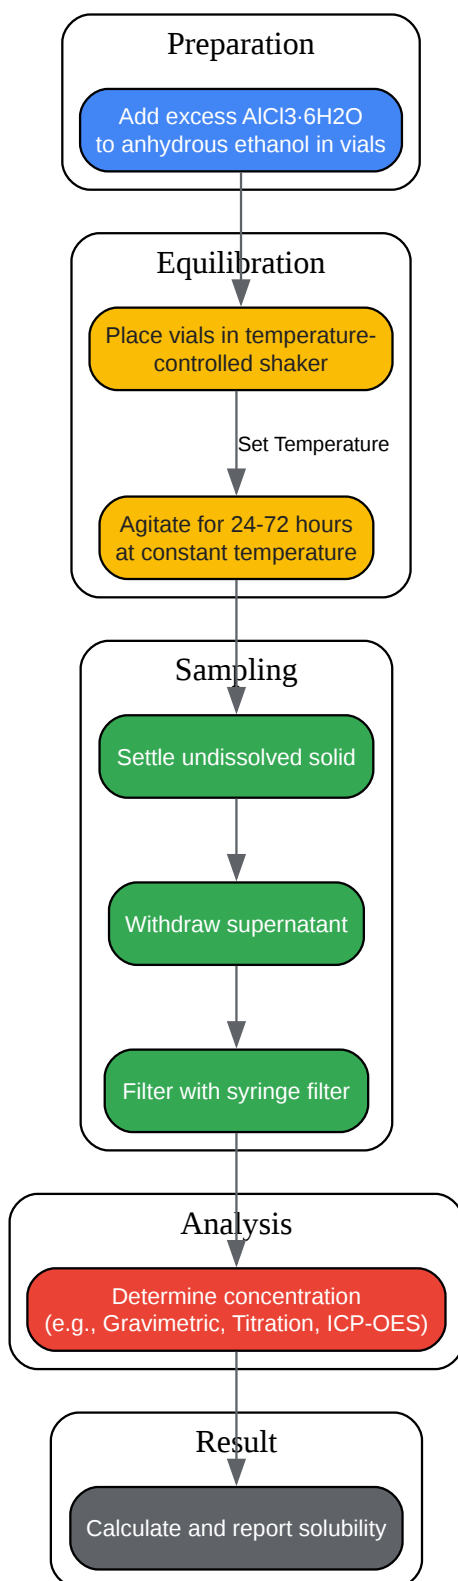 Preparation
Add excess AlCl3·6H2O
to anhydrous ethanol in vials
Equilibration
Place vials in temperature-
controlled shaker
Set Temperature
Agitate for 24-72 hours
at constant temperature
Sampling
Settle undissolved solid
Withdraw supernatant
Filter with syringe filter
Analysis
Determine concentration
(e.g., Gravimetric, Titration, ICP-OES)
Result
Calculate and report solubility